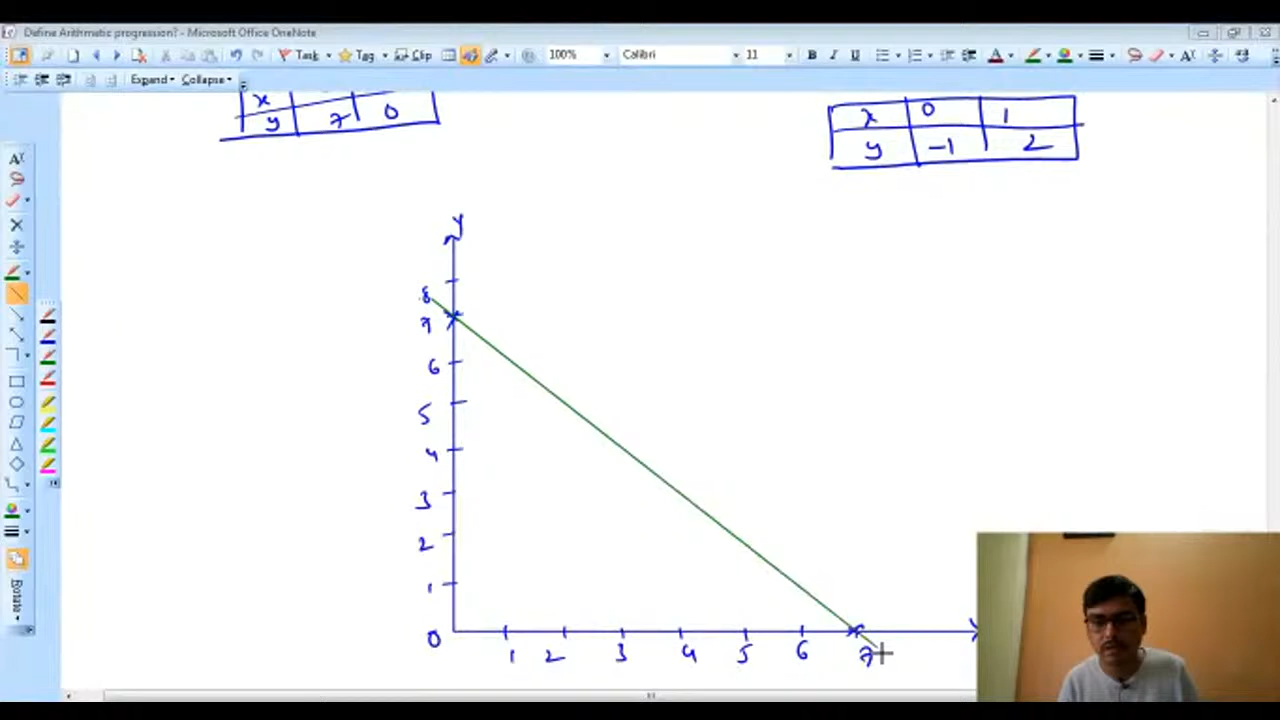 Define Arithmatic progression? - Microsoft Office OneNote
Task Tag Clip 100% Calibri 11 B I U A
Expand Collapse
x
y 7 0
x 0 1
y -1 2
y
8
7
6
5
4
3
2
1
0
1 2 3 4 5 6 7
Rotate